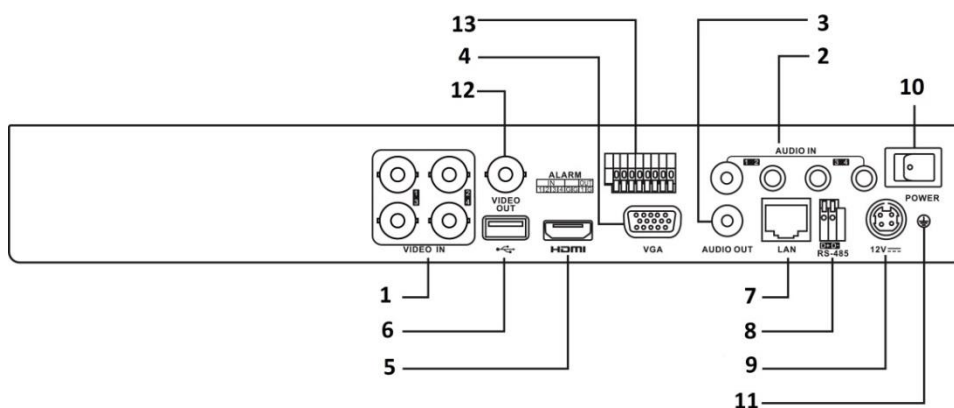 13
3
4
2
12
10
AUDIO IN
1 2
3 4
ALARM
IN OUT
VIDEO
OUT
POWER
VIDEO IN
HDMI
VGA
AUDIO OUT
LAN
D+ D-
RS-485
12V
1
7
6
8
5
9
11